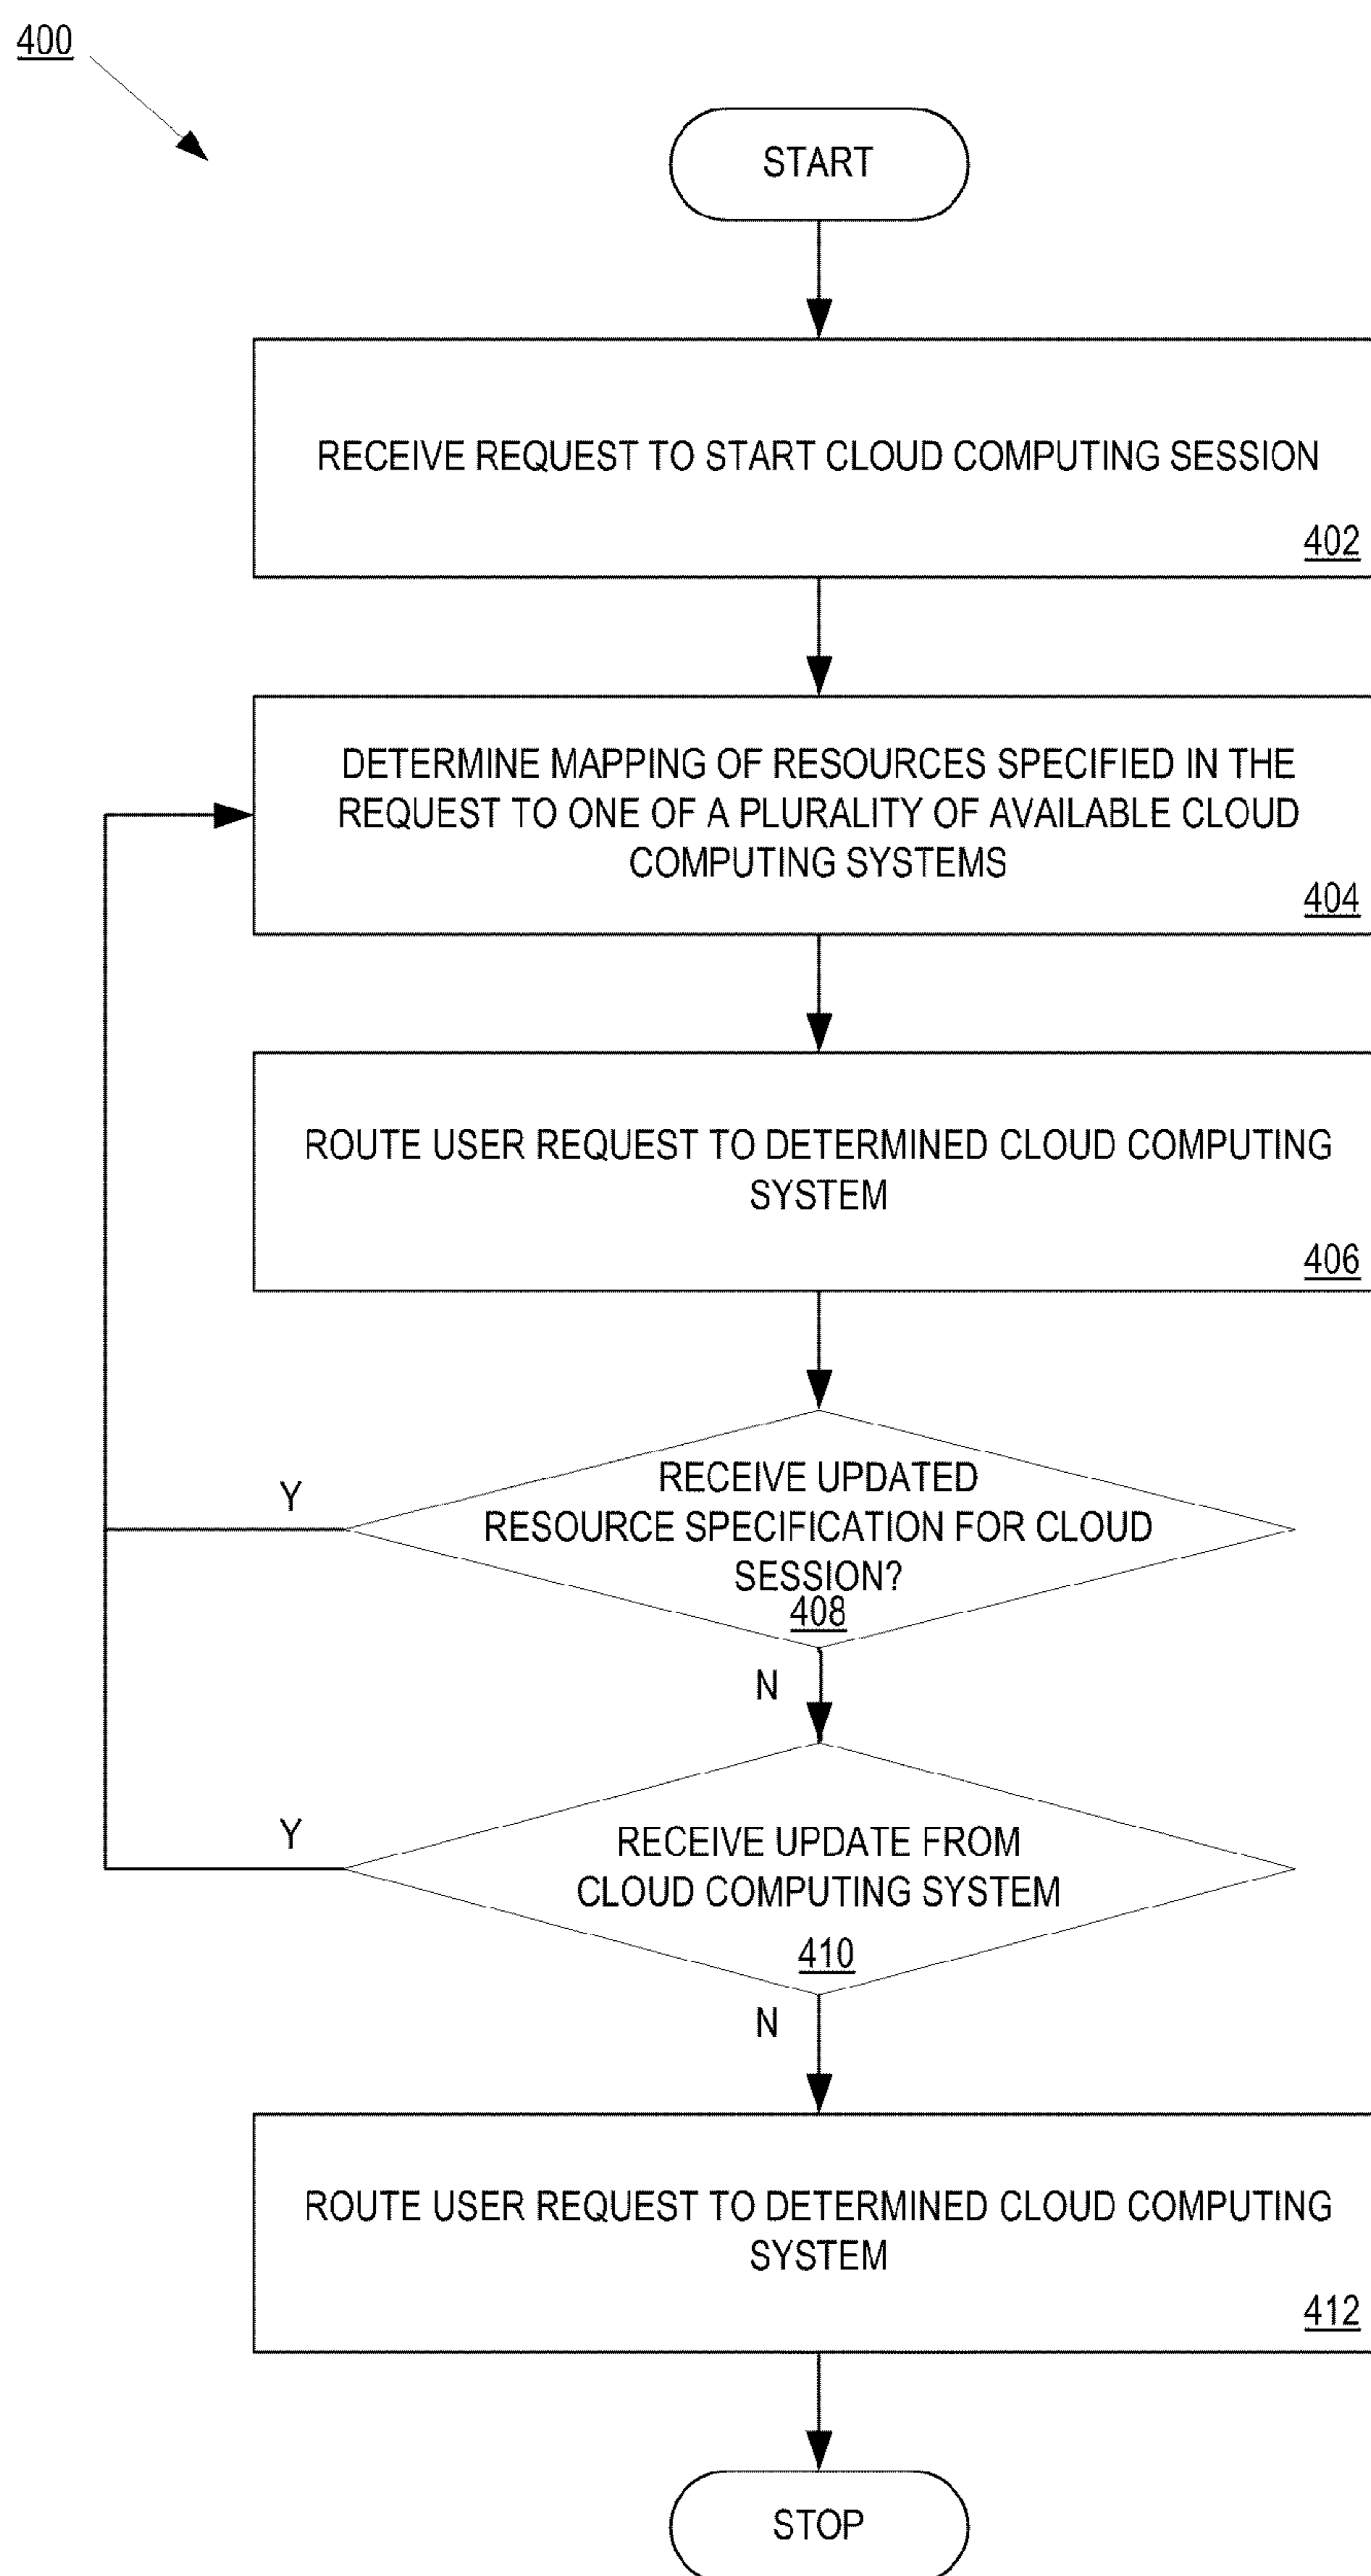 400
START
RECEIVE REQUEST TO START CLOUD COMPUTING SESSION
402
DETERMINE MAPPING OF RESOURCES SPECIFIED IN THE
REQUEST TO ONE OF A PLURALITY OF AVAILABLE CLOUD
COMPUTING SYSTEMS
404
ROUTE USER REQUEST TO DETERMINED CLOUD COMPUTING
SYSTEM
406
RECEIVE UPDATED
RESOURCE SPECIFICATION FOR CLOUD
SESSION?
408
Y
N
RECEIVE UPDATE FROM
CLOUD COMPUTING SYSTEM
410
Y
N
ROUTE USER REQUEST TO DETERMINED CLOUD COMPUTING
SYSTEM
412
STOP